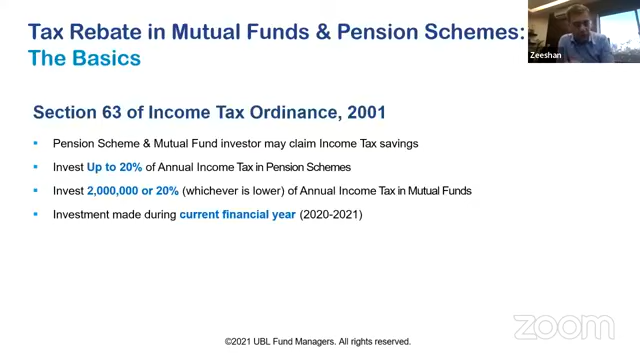 Tax Rebate in Mutual Funds & Pension Schemes:
The Basics
Zeeshan
Section 63 of Income Tax Ordinance, 2001
▪ Pension Scheme & Mutual Fund investor may claim Income Tax savings
▪ Invest Up to 20% of Annual Income Tax in Pension Schemes
▪ Invest 2,000,000 or 20% (whichever is lower) of Annual Income Tax in Mutual Funds
▪ Investment made during current financial year (2020-2021)
zoom
©2021 UBL Fund Managers. All rights reserved.